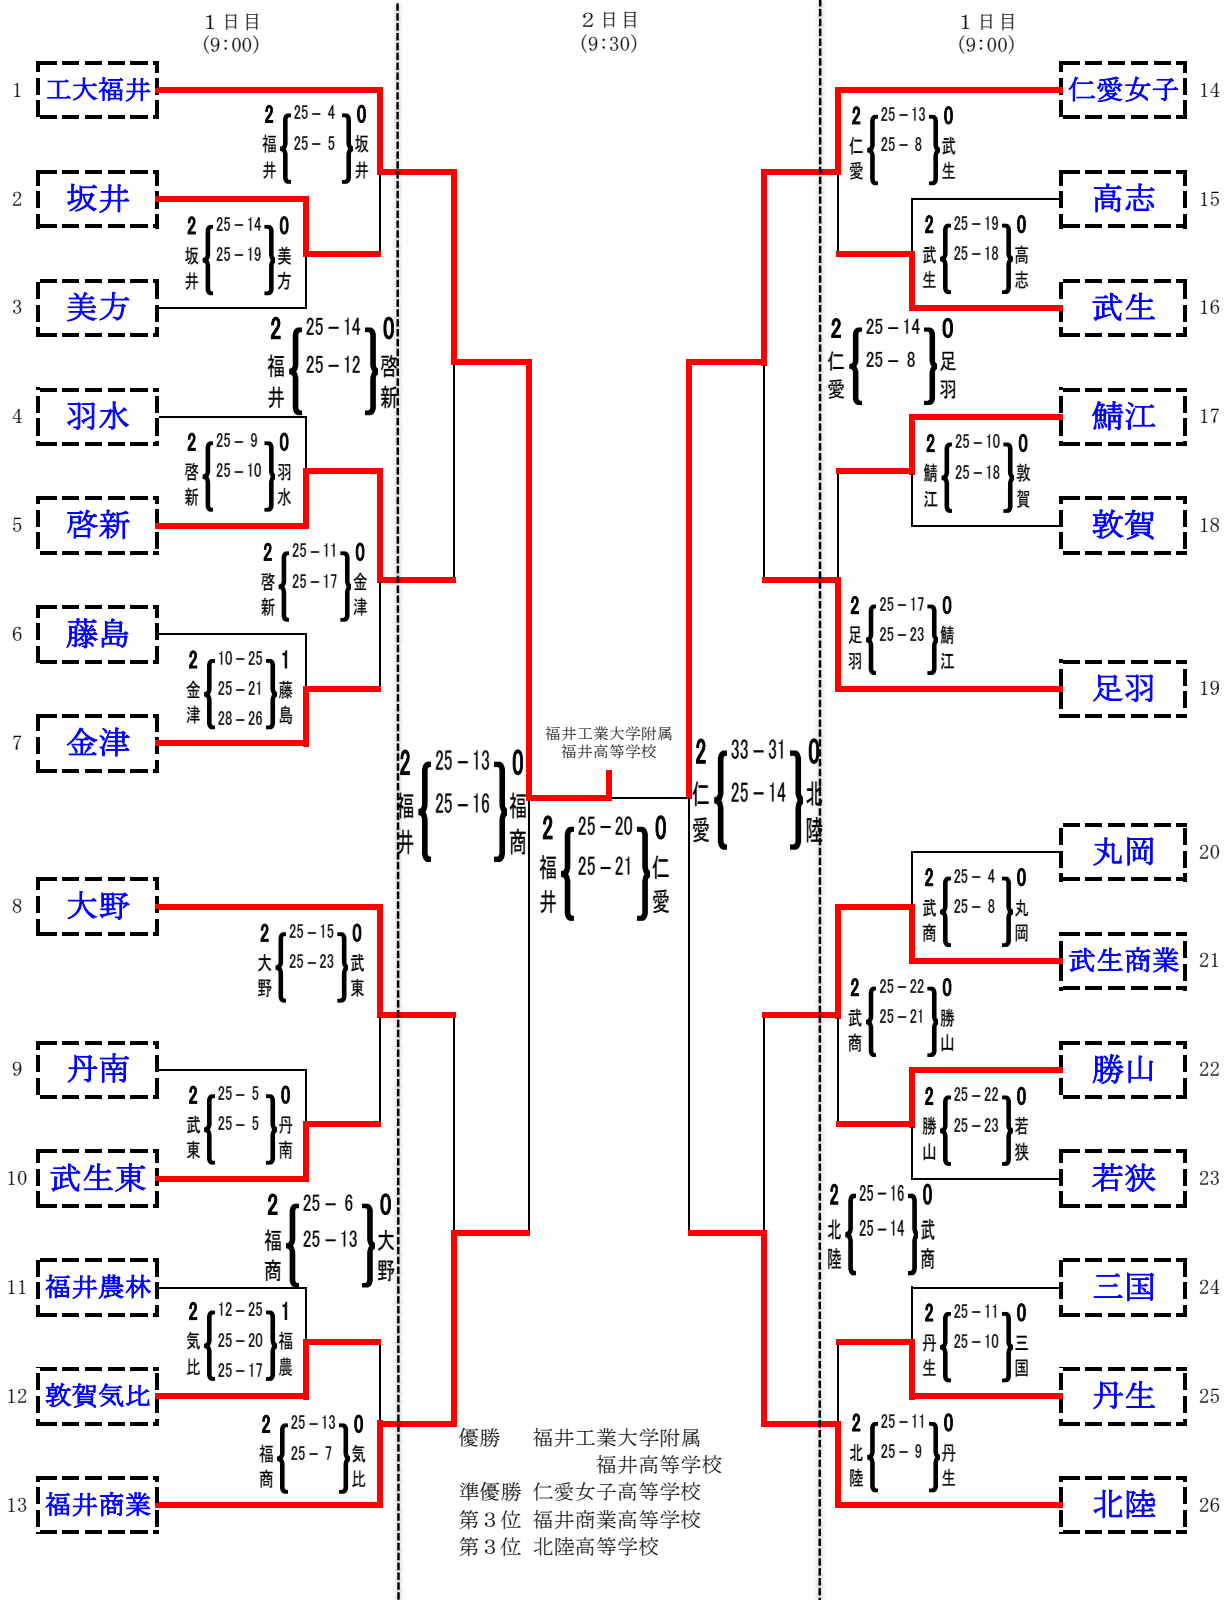 1日目
(9:00)
2日目
(9:30)
1日目
(9:00)
1 工大福井
2 坂井
3 美方
4 羽水
5 啓新
6 藤島
7 金津
8 大野
9 丹南
10 武生東
11 福井農林
12 敦賀気比
13 福井商業
2 25－4 0
福井 25－5 坂井
2 25－14 0
坂井 25－19 美方
2 25－14 0
福井 25－12 啓新
2 25－9 0
啓新 25－10 羽水
2 25－11 0
啓新 25－17 金津
2 10－25 1
金津 25－21 藤島
28－26
2 25－13 0
福井 25－16 福商
2 25－15 0
大野 25－23 武東
2 25－5 0
武東 25－5 丹南
2 25－6 0
福商 25－13 大野
2 12－25 1
気比 25－20 福農
25－17
2 25－13 0
福商 25－7 気比
福井工業大学附属
福井高等学校
2 25－20 0
福井 25－21 仁愛
14 仁愛女子
15 高志
16 武生
17 鯖江
18 敦賀
19 足羽
20 丸岡
21 武生商業
22 勝山
23 若狭
24 三国
25 丹生
26 北陸
2 25－13 0
仁愛 25－8 武生
2 25－19 0
武生 25－18 高志
2 25－14 0
仁愛 25－8 足羽
2 25－10 0
鯖江 25－18 敦賀
2 25－17 0
足羽 25－23 鯖江
2 33－31 0
仁愛 25－14 北陸
2 25－4 0
武商 25－8 丸岡
2 25－22 0
武商 25－21 勝山
2 25－22 0
勝山 25－23 若狭
2 25－16 0
北陸 25－14 武商
2 25－11 0
丹生 25－10 三国
2 25－11 0
北陸 25－9 丹生
優勝 福井工業大学附属
福井高等学校
準優勝 仁愛女子高等学校
第3位 福井商業高等学校
第3位 北陸高等学校